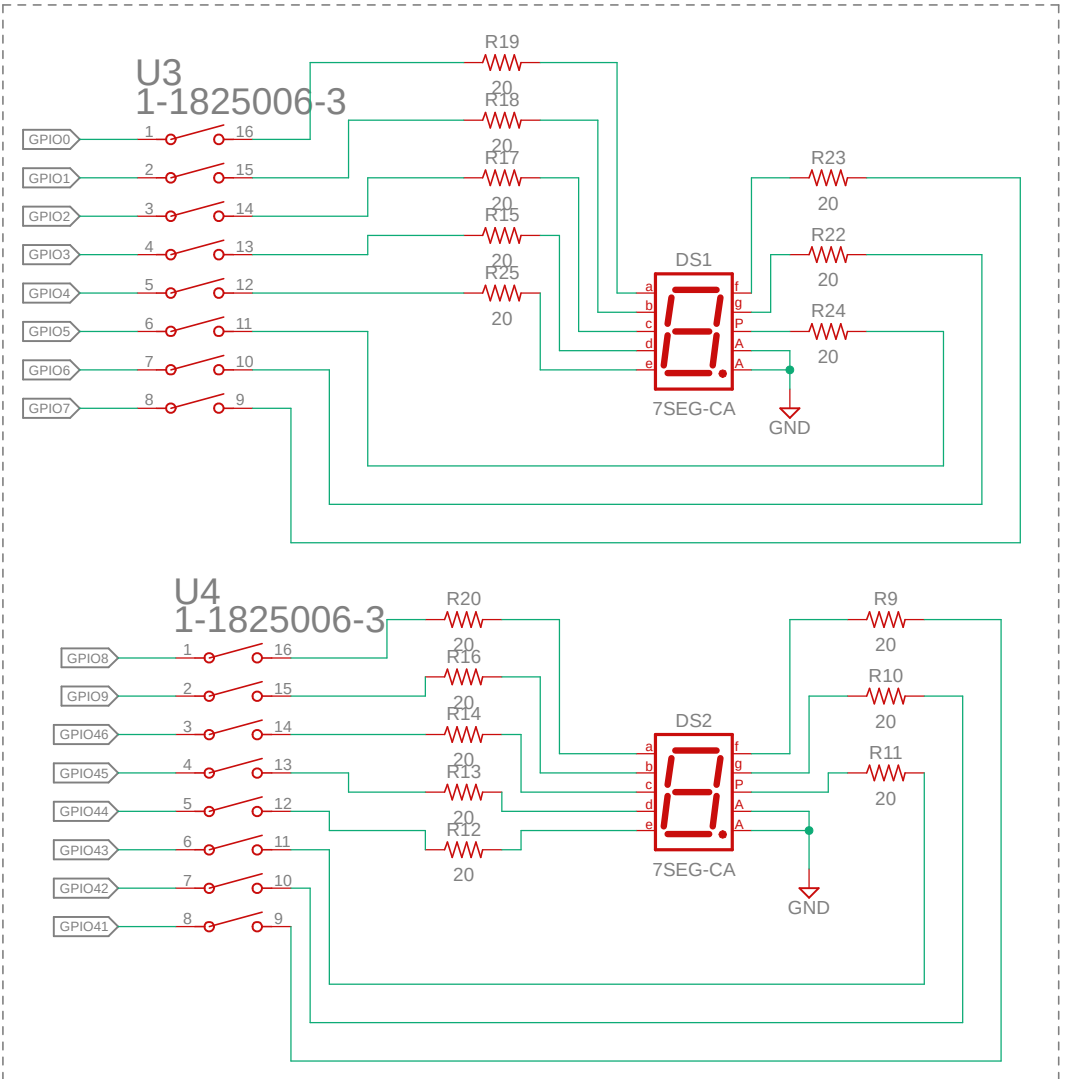 U3
1-1825006-3
GPIO0
1
16
GPIO1
2
15
GPIO2
3
14
GPIO3
4
13
GPIO4
5
12
GPIO5
6
11
GPIO6
7
10
GPIO7
8
9
R19
20
R18
20
R17
20
R15
20
R25
20
DS1
a
b
c
d
e
f
g
P
A
A
7SEG-CA
GND
R23
20
R22
20
R24
20
U4
1-1825006-3
GPIO8
1
16
GPIO9
2
15
GPIO46
3
14
GPIO45
4
13
GPIO44
5
12
GPIO43
6
11
GPIO42
7
10
GPIO41
8
9
R20
20
R16
20
R14
20
R13
20
R12
20
DS2
a
b
c
d
e
f
g
P
A
A
7SEG-CA
GND
R9
20
R10
20
R11
20